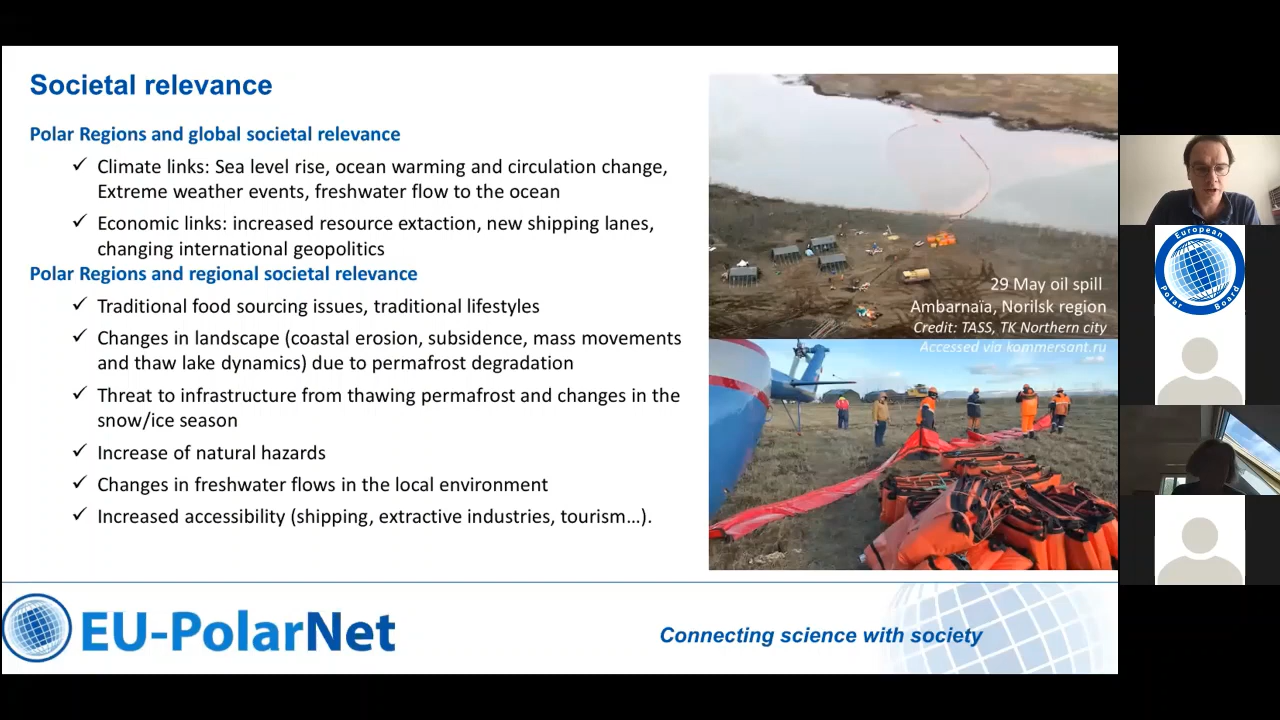 Societal relevance
Polar Regions and global societal relevance
✓ Climate links: Sea level rise, ocean warming and circulation change,
Extreme weather events, freshwater flow to the ocean
✓ Economic links: increased resource extaction, new shipping lanes,
changing international geopolitics
Polar Regions and regional societal relevance
✓ Traditional food sourcing issues, traditional lifestyles
✓ Changes in landscape (coastal erosion, subsidence, mass movements
and thaw lake dynamics) due to permafrost degradation
✓ Threat to infrastructure from thawing permafrost and changes in the
snow/ice season
✓ Increase of natural hazards
✓ Changes in freshwater flows in the local environment
✓ Increased accessibility (shipping, extractive industries, tourism…).
29 May oil spill
Ambarnaïa, Norilsk region
Credit: TASS, TK Northern city
Accessed via kommersant.ru
EU-PolarNet
Connecting science with society
European
Polar Board